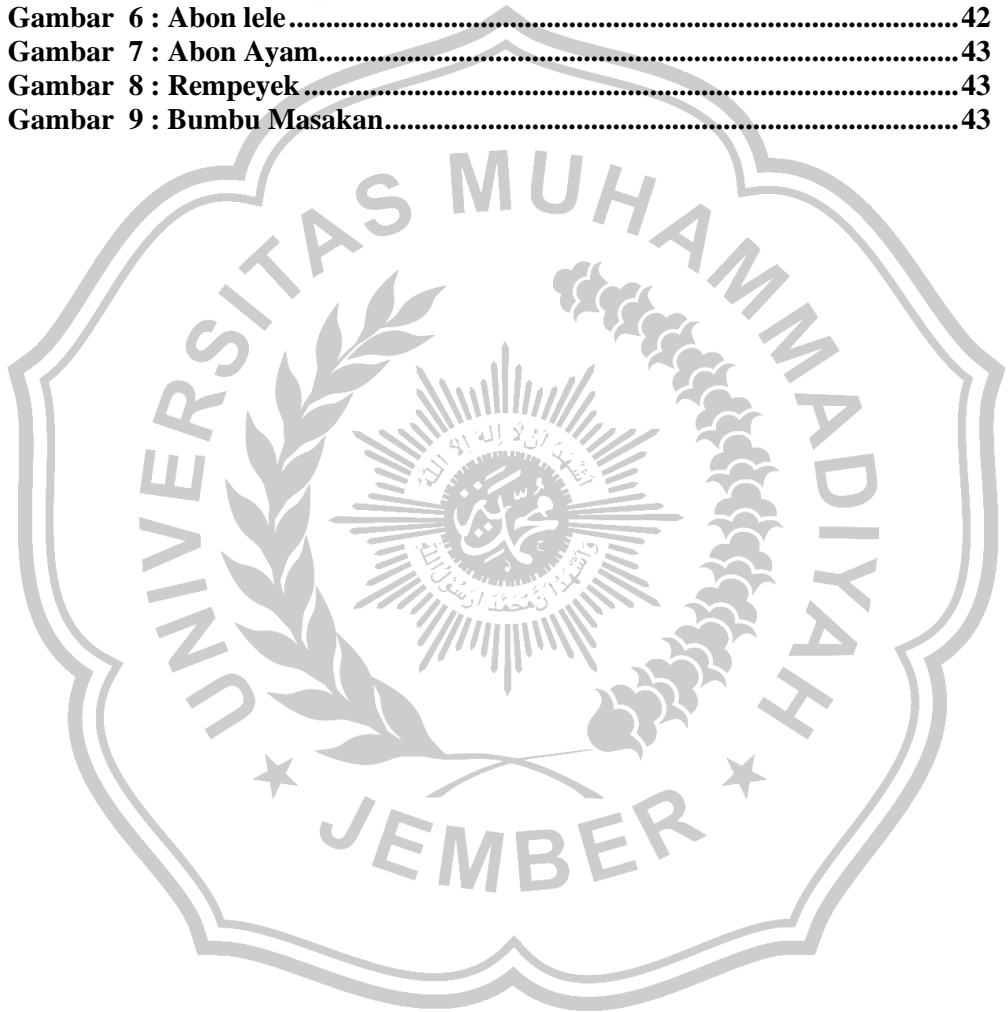 Gambar 6 : Abon lele........................................................................................................42
Gambar 7 : Abon Ayam...................................................................................................43
Gambar 8 : Rempeyek.....................................................................................................43
Gambar 9 : Bumbu Masakan..........................................................................................43
UNIVERSITAS MUHAMMADIYAH
JEMBER